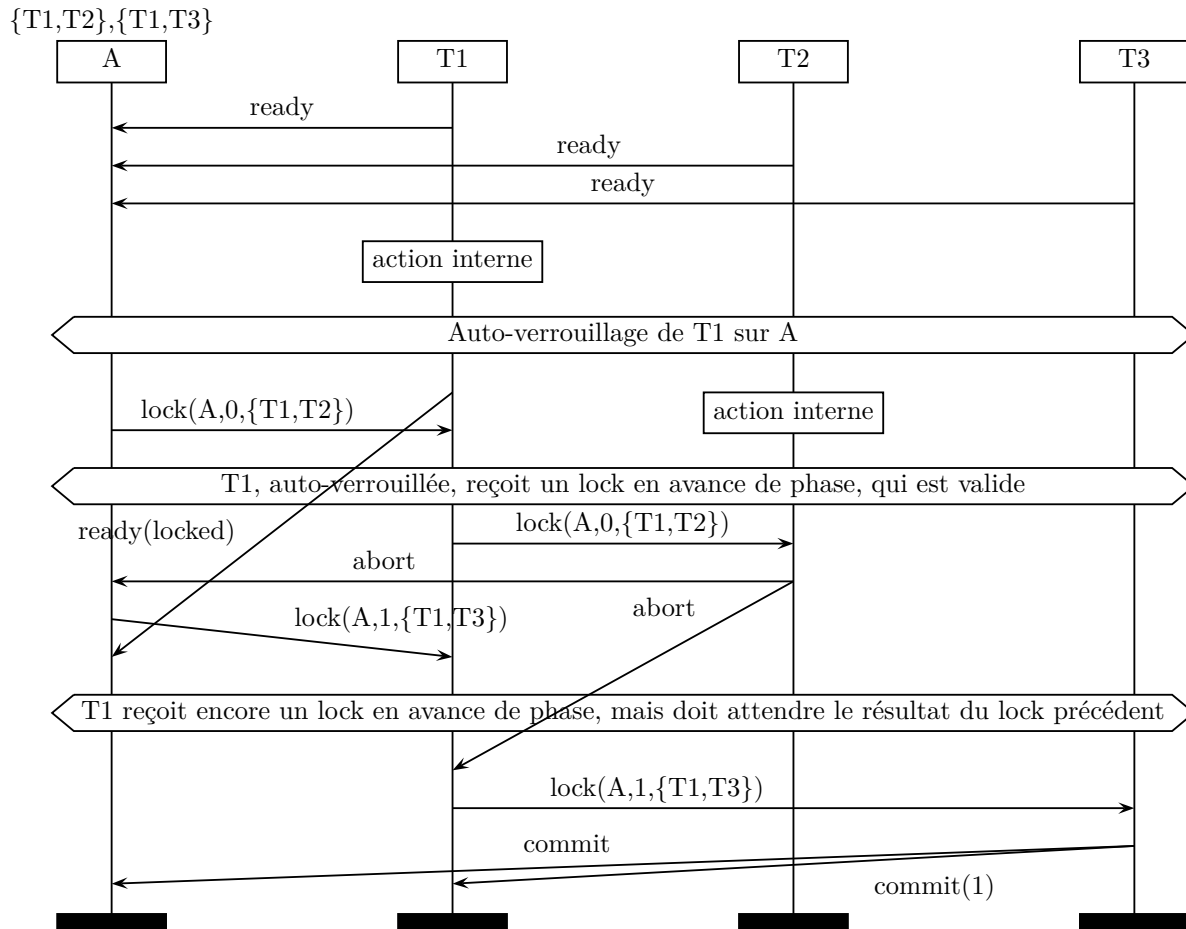 {T1,T2},{T1,T3}
A
T1
T2
T3
ready
ready
ready
action interne
Auto-verrouillage de T1 sur A
lock(A,0,{T1,T2})
action interne
T1, auto-verrouillée, reçoit un lock en avance de phase, qui est valide
lock(A,0,{T1,T2})
ready(locked)
abort
abort
lock(A,1,{T1,T3})
T1 reçoit encore un lock en avance de phase, mais doit attendre le résultat du lock précédent
lock(A,1,{T1,T3})
commit
commit(1)